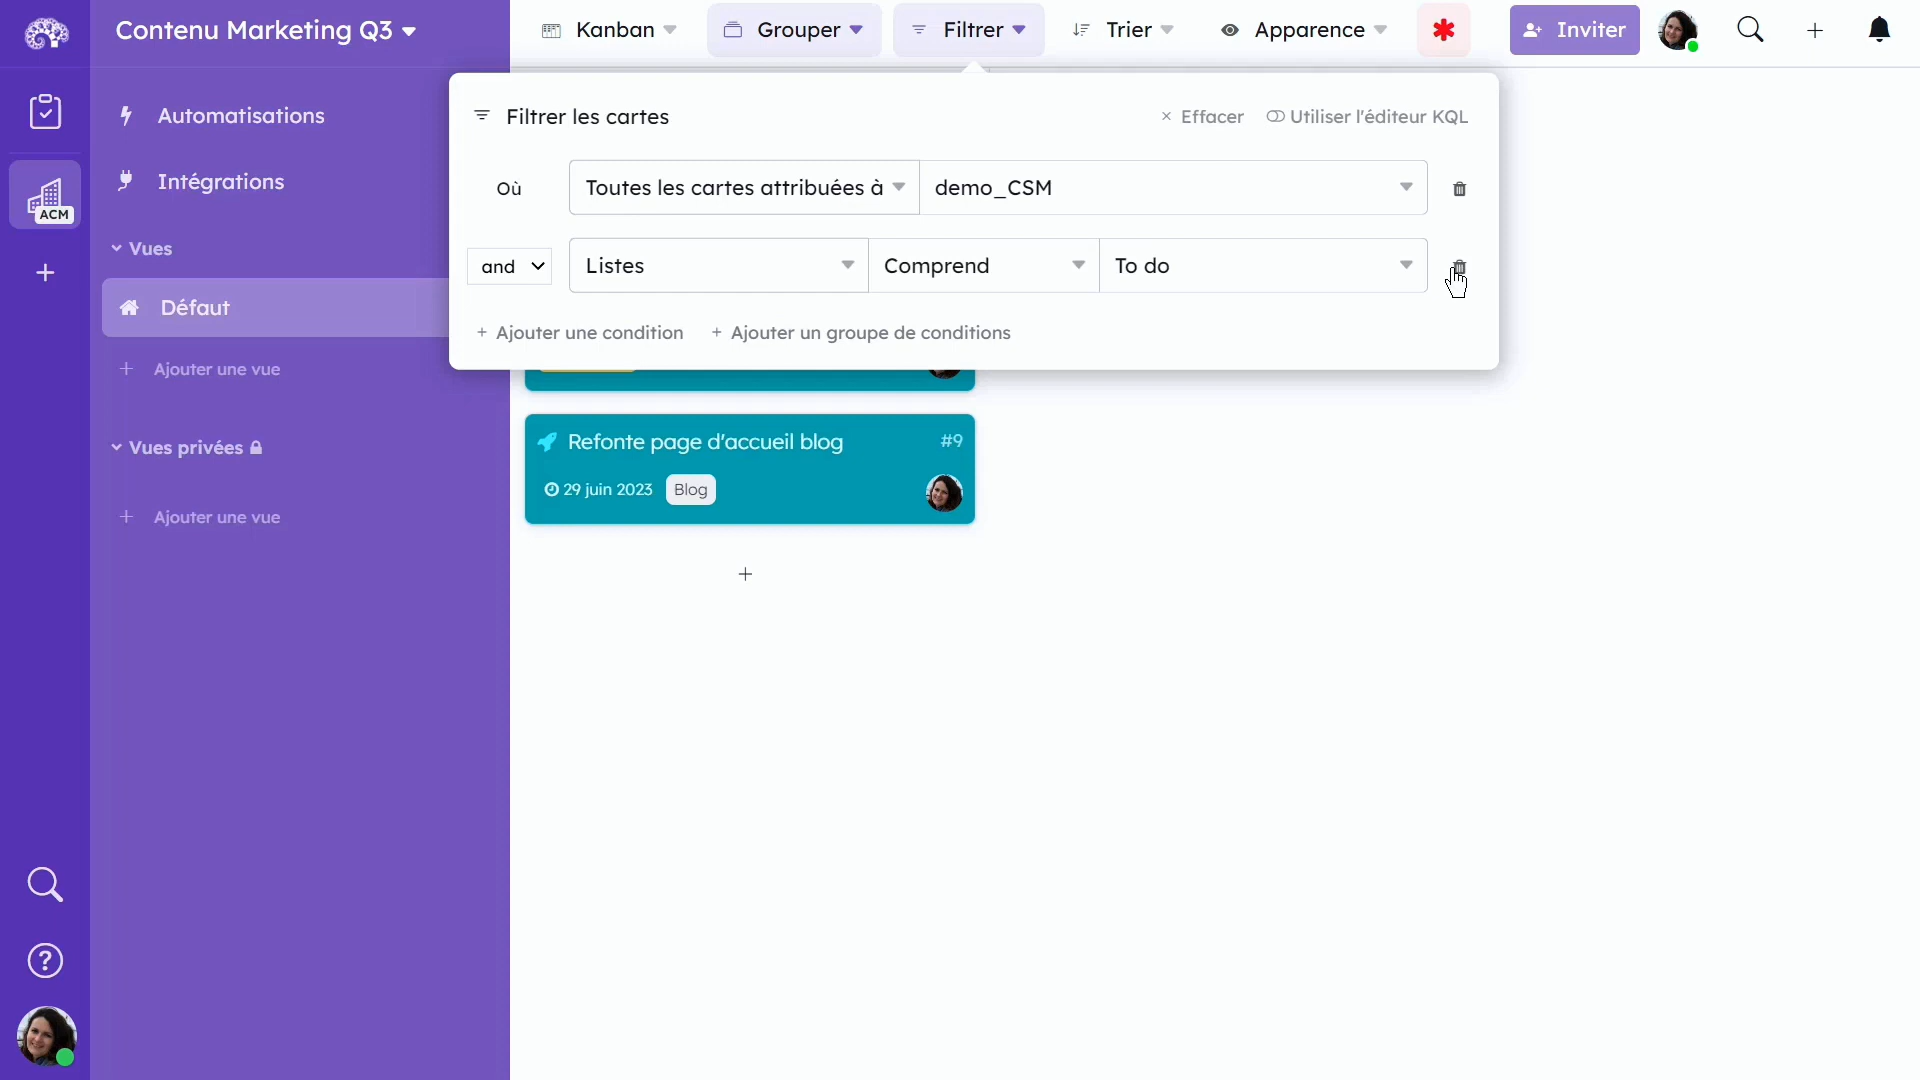 Contenu Marketing Q3
Kanban
Grouper
Filtrer
Trier
Apparence
Inviter
Automatisations
Intégrations
ACM
Vues
Défaut
Ajouter une vue
Vues privées
Ajouter une vue
Filtrer les cartes
× Effacer
Utiliser l'éditeur KQL
Où
Toutes les cartes attribuées à
demo_CSM
and
Listes
Comprend
To do
+ Ajouter une condition
+ Ajouter un groupe de conditions
Refonte page d'accueil blog
#9
29 juin 2023
Blog